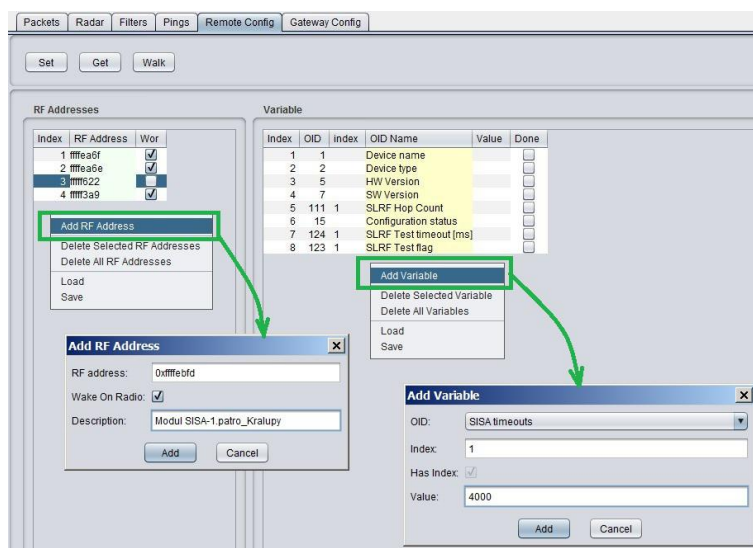 Packets Radar Filters Pings Remote Config Gateway Config
Set Get Walk
RF Addresses
Index RF Address Wor
1 ffffea6f
2 ffffea6e
3 fffff622
4 fffff3a9
Add RF Address
Delete Selected RF Addresses
Delete All RF Addresses
Load
Save
Variable
Index OID index OID Name Value Done
1 1 Device name
2 2 Device type
3 5 HW Version
4 7 SW Version
5 111 1 SLRF Hop Count
6 15 Configuration status
7 124 1 SLRF Test timeout [ms]
8 123 1 SLRF Test flag
Add Variable
Delete Selected Variable
Delete All Variables
Load
Save
Add RF Address
RF address: 0xffffebfd
Wake On Radio:
Description: Modul SISA-1.patro_Kralupy
Add Cancel
Add Variable
OID: SISA timeouts
Index: 1
Has Index:
Value: 4000
Add Cancel